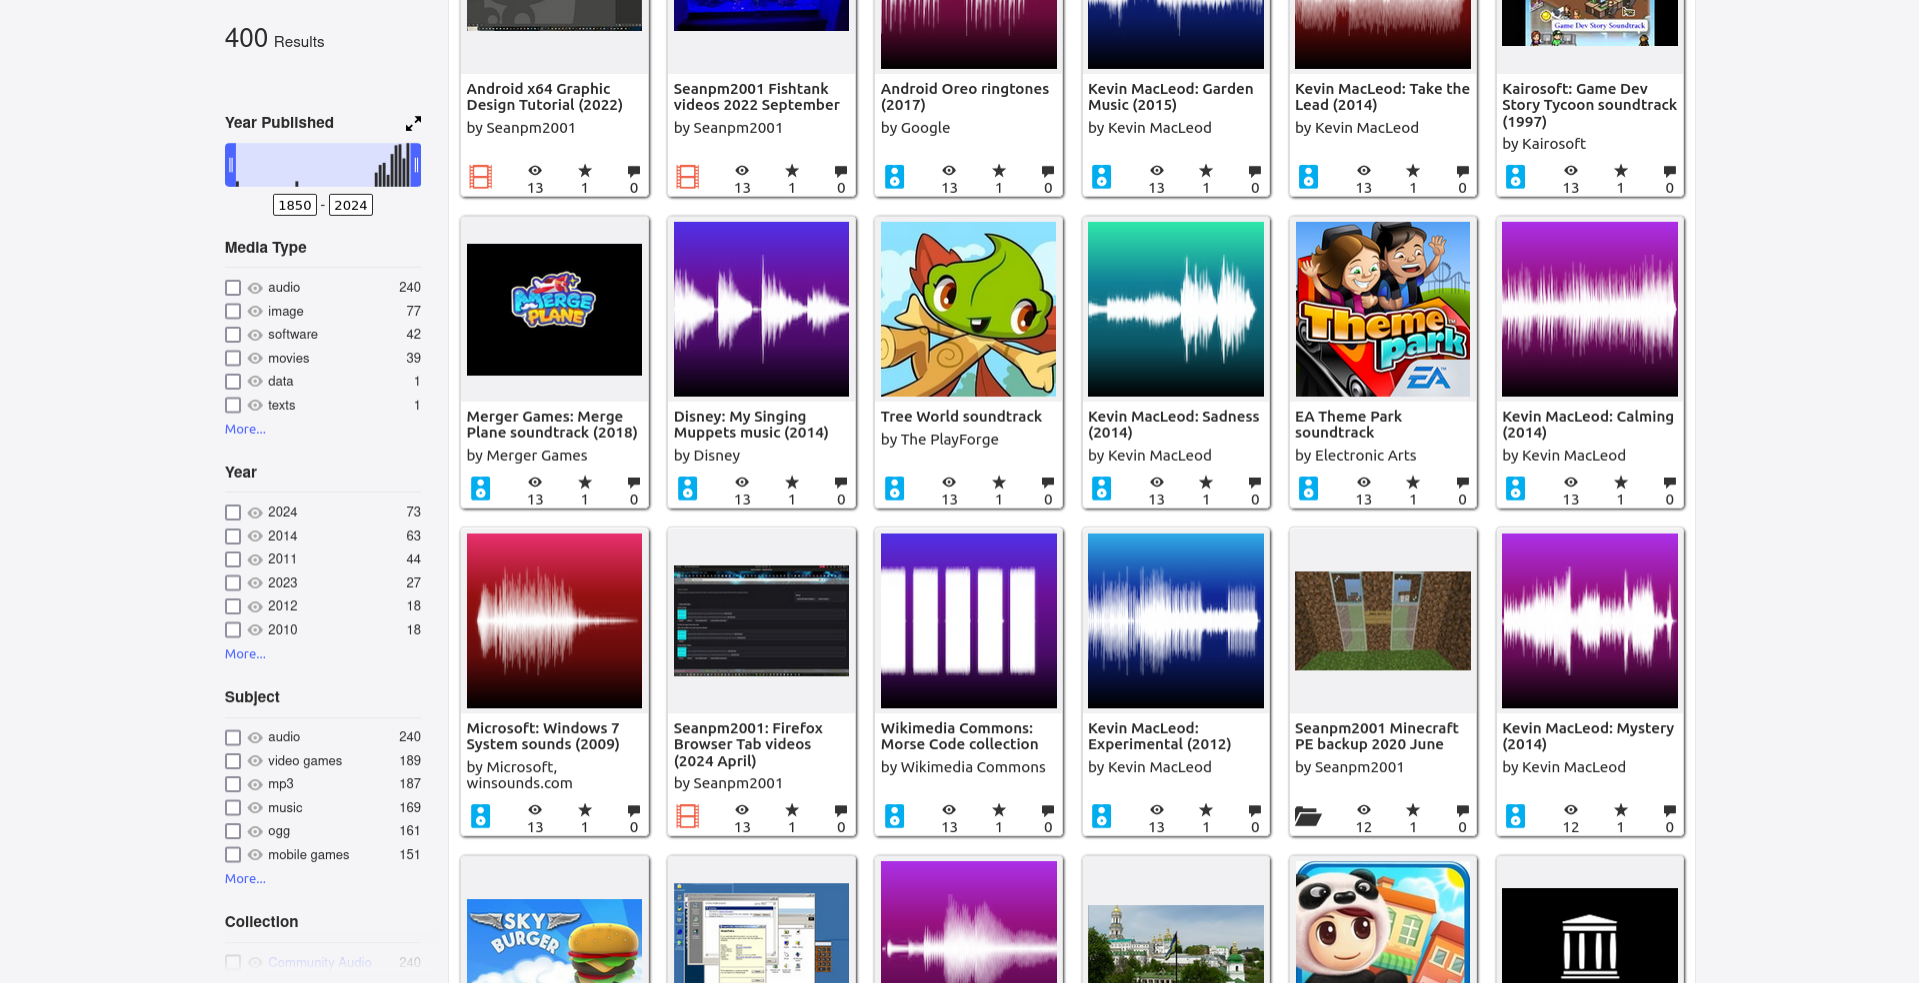 400 Results
Year Published
1850 - 2024
Media Type
audio 240
image 77
software 42
movies 39
data 1
texts 1
More...
Year
2024 73
2014 63
2011 44
2023 27
2012 18
2010 18
More...
Subject
audio 240
video games 189
mp3 187
music 169
ogg 161
mobile games 151
More...
Collection
Community Audio 240
Android x64 Graphic
Design Tutorial (2022)
by Seanpm2001
13 1 0
Seanpm2001 Fishtank
videos 2022 September
by Seanpm2001
13 1 0
Android Oreo ringtones
(2017)
by Google
13 1 0
Kevin MacLeod: Garden
Music (2015)
by Kevin MacLeod
13 1 0
Kevin MacLeod: Take the
Lead (2014)
by Kevin MacLeod
13 1 0
Game Dev Story Soundtrack
Kairosoft: Game Dev
Story Tycoon soundtrack
(1997)
by Kairosoft
13 1 0
MERGE
PLANE
Merger Games: Merge
Plane soundtrack (2018)
by Merger Games
13 1 0
Disney: My Singing
Muppets music (2014)
by Disney
13 1 0
Tree World soundtrack
by The PlayForge
13 1 0
Kevin MacLeod: Sadness
(2014)
by Kevin MacLeod
13 1 0
Theme
park
EA
EA Theme Park
soundtrack
by Electronic Arts
13 1 0
Kevin MacLeod: Calming
(2014)
by Kevin MacLeod
13 1 0
Microsoft: Windows 7
System sounds (2009)
by Microsoft,
winsounds.com
13 1 0
Seanpm2001: Firefox
Browser Tab videos
(2024 April)
by Seanpm2001
13 1 0
Wikimedia Commons:
Morse Code collection
by Wikimedia Commons
13 1 0
Kevin MacLeod:
Experimental (2012)
by Kevin MacLeod
13 1 0
Seanpm2001 Minecraft
PE backup 2020 June
by Seanpm2001
12 1 0
Kevin MacLeod: Mystery
(2014)
by Kevin MacLeod
12 1 0
SKY
BURGER